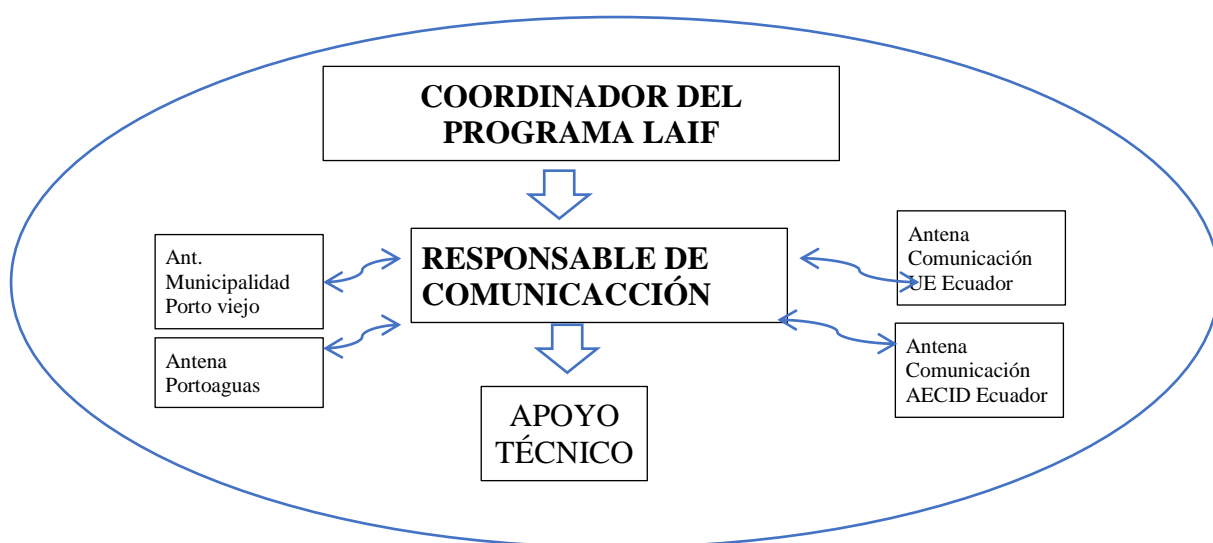 COORDINADOR DEL
PROGRAMA LAIF
Ant.
Municipalidad
Porto viejo
RESPONSABLE DE
COMUNICACCIÓN
Antena
Comunicación
UE Ecuador
Antena
Portoaguas
Antena
Comunicación
AECID Ecuador
APOYO
TÉCNICO